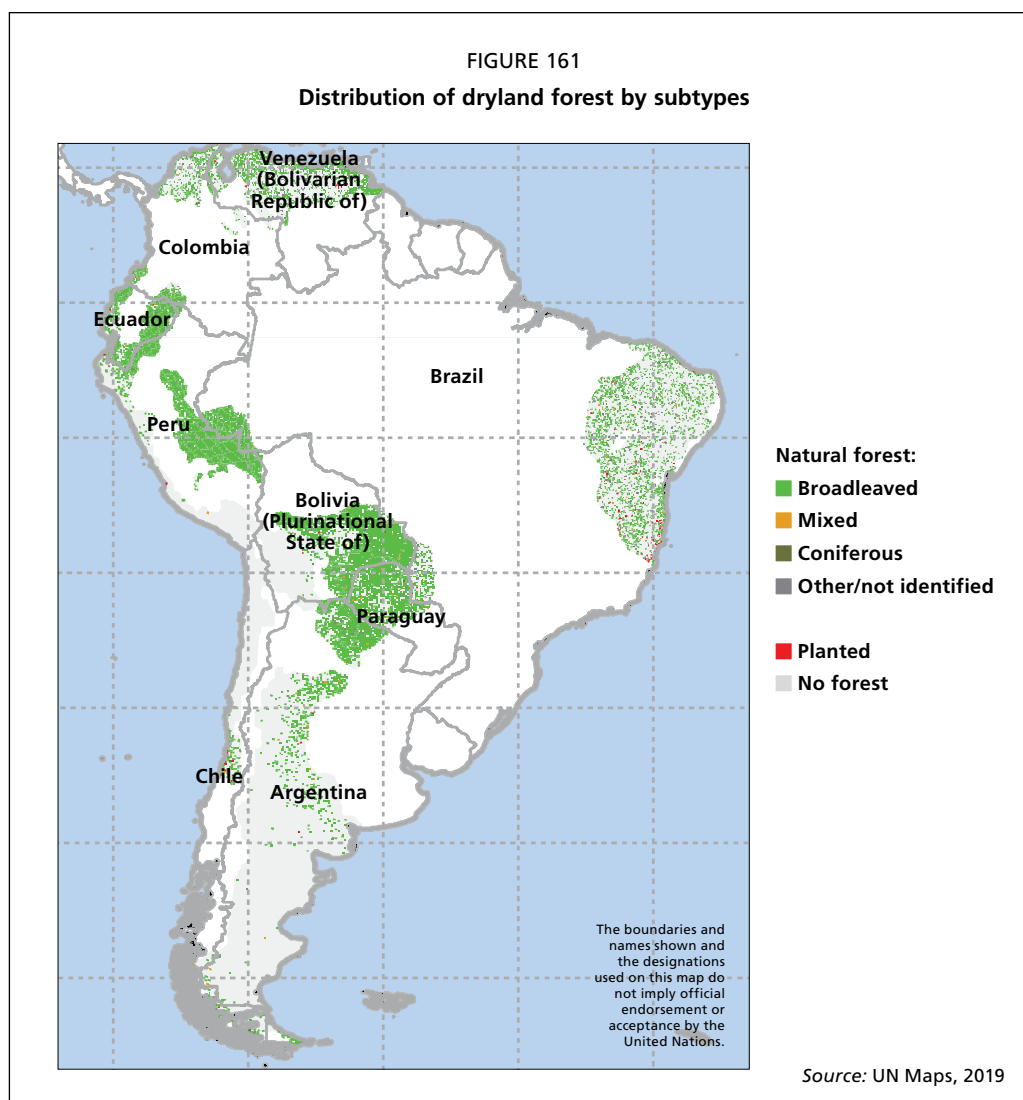 FIGURE 161
Distribution of dryland forest by subtypes
Venezuela
(Bolivarian
Republic of)
Colombia
Ecuador
Brazil
Peru
Bolivia
(Plurinational
State of)
Paraguay
Chile
Argentina
Natural forest:
Broadleaved
Mixed
Coniferous
Other/not identified
Planted
No forest
The boundaries and
names shown and
the designations
used on this map do
not imply official
endorsement or
acceptance by the
United Nations.
Source: UN Maps, 2019